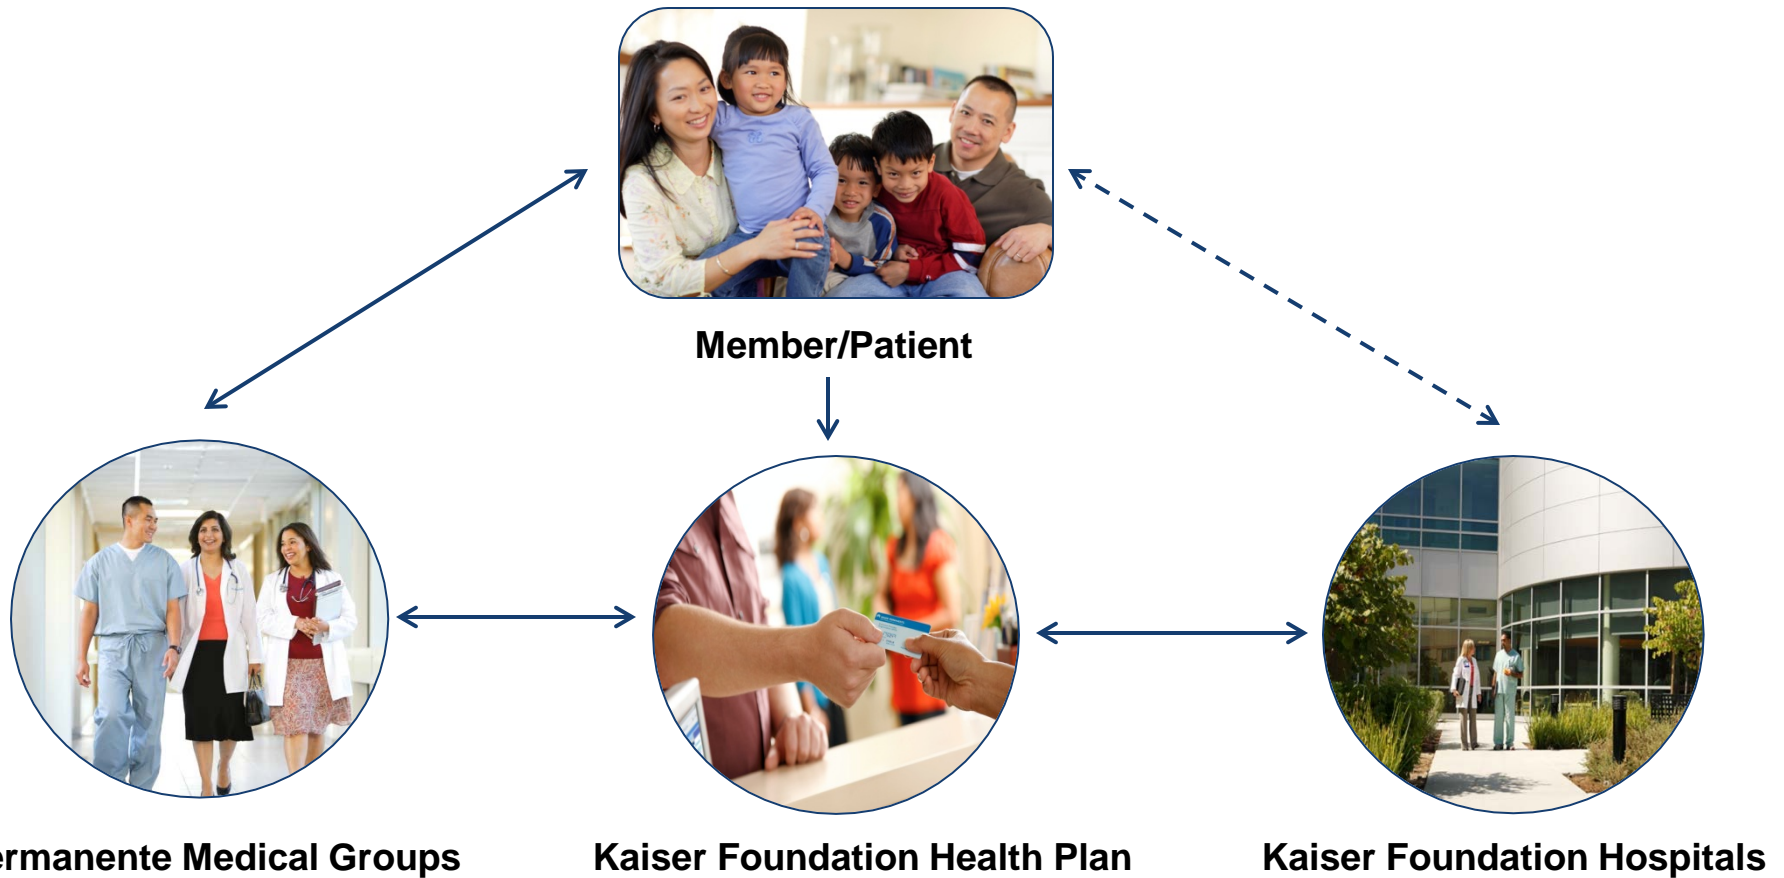 Member/Patient
ermanente Medical Groups
Kaiser Foundation Health Plan
Kaiser Foundation Hospitals